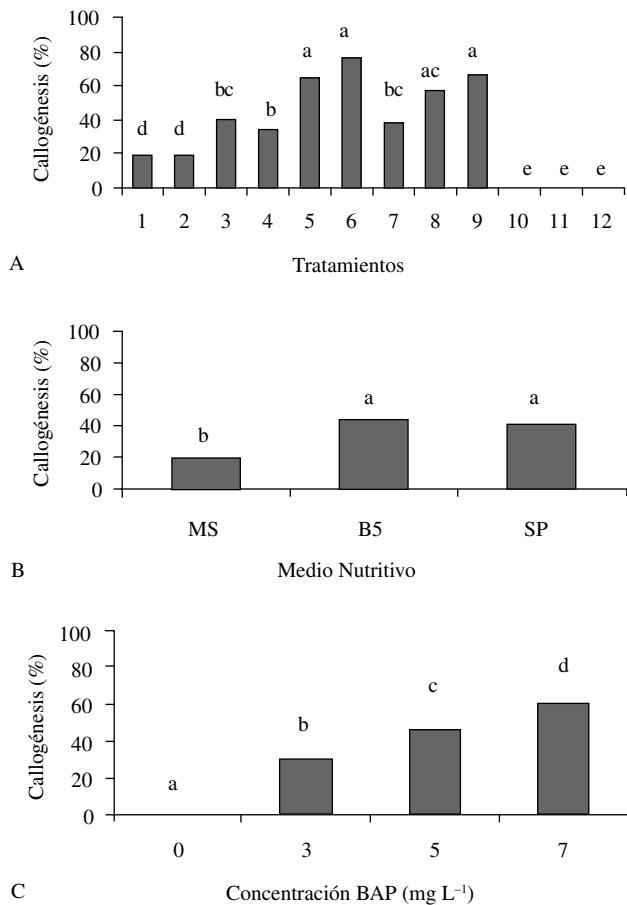 100
80
60
40
20
0
Callogénesis (%)
d
d
bc
b
a
a
bc
ac
a
e
e
e
1 2 3 4 5 6 7 8 9 10 11 12
A
Tratamientos
100
80
60
40
20
0
Callogénesis (%)
b
a
a
MS B5 SP
B
Medio Nutritivo
100
80
60
40
20
0
Callogénesis (%)
a
b
c
d
0 3 5 7
C
Concentración BAP (mg L⁻¹)